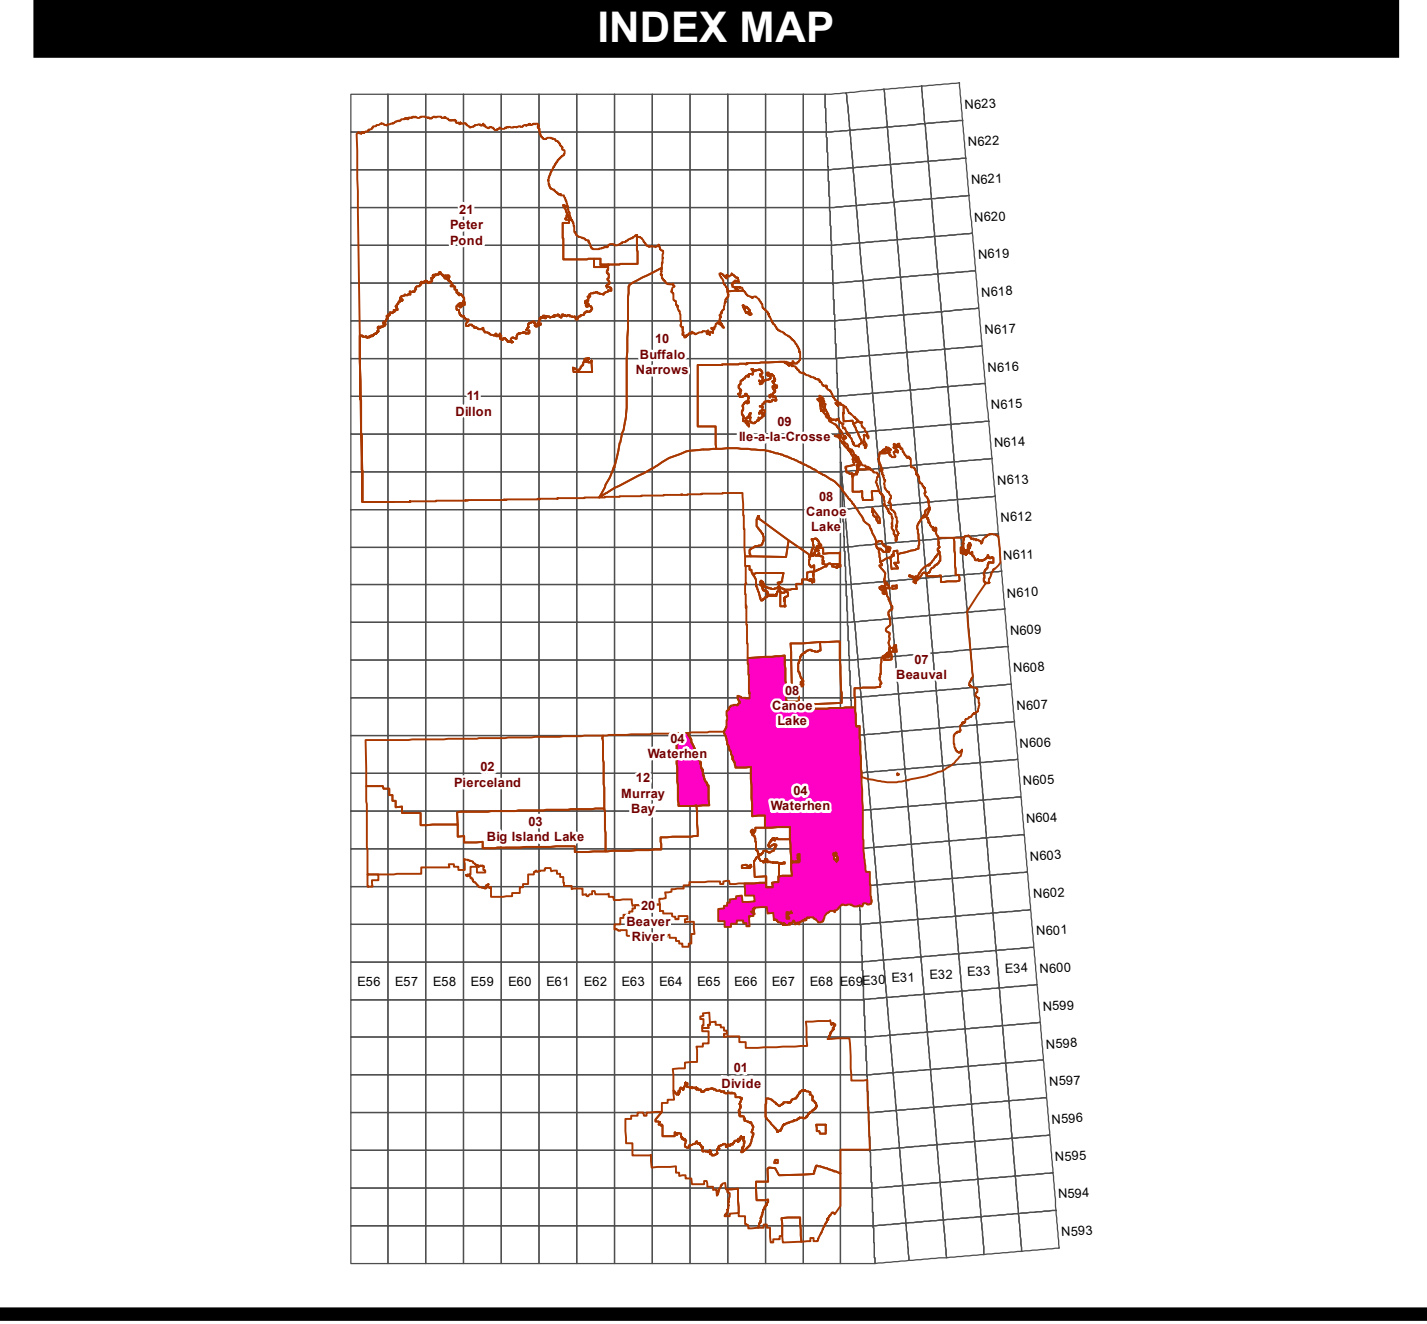 INDEX MAP
N623
N622
N621
21
Peter
Pond
N620
N619
N618
N617
10
Buffalo
Narrows
N616
11
Dillon
N615
09
Ile-a-la-Crosse
N614
N613
08
Canoe
Lake
N612
N611
N610
N609
07
Beauval
N608
08
Canoe
Lake
N607
04
Waterhen
N606
02
Pierceland
12
Murray
Bay
N605
04
Waterhen
N604
03
Big Island Lake
N603
N602
20
Beaver
River
N601
N600
E56 E57 E58 E59 E60 E61 E62 E63 E64 E65 E66 E67 E68 E69 E30 E31 E32 E33 E34
N599
N598
01
Divide
N597
N596
N595
N594
N593